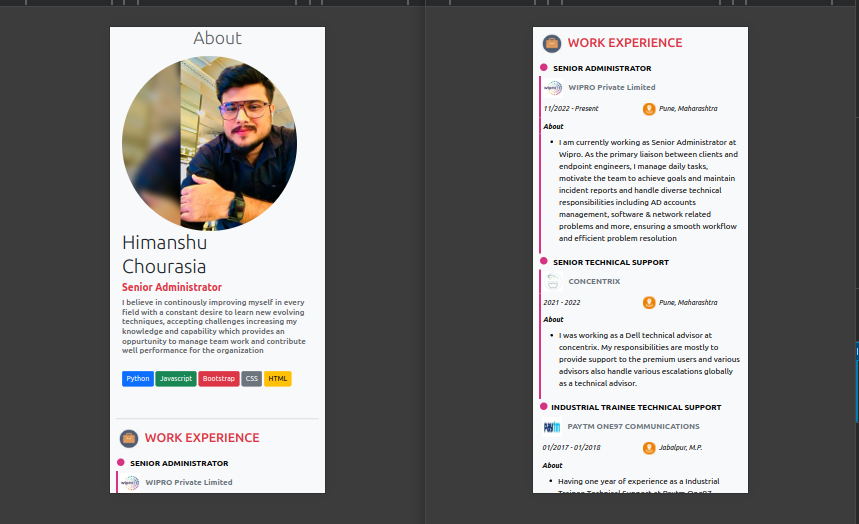 About
Himanshu
Chourasia
Senior Administrator
I believe in continously improving myself in every
field with a constant desire to learn new evolving
techniques, accepting challenges increasing my
knowledge and capability which provides an
oppurtunity to manage team work and contribute
well performance for the organization
Python Javascript Bootstrap CSS HTML
WORK EXPERIENCE
SENIOR ADMINISTRATOR
wipro WIPRO Private Limited
WORK EXPERIENCE
SENIOR ADMINISTRATOR
wipro WIPRO Private Limited
11/2022 - Present Pune, Maharashtra
About
• I am currently working as Senior Administrator at
Wipro. As the primary liaison between clients and
endpoint engineers, I manage daily tasks,
motivate the team to achieve goals and maintain
incident reports and handle diverse technical
responsibilities including AD accounts
management, software & network related
problems and more, ensuring a smooth workflow
and efficient problem resolution
SENIOR TECHNICAL SUPPORT
CONCENTRIX
2021 - 2022 Pune, Maharashtra
About
• I was working as a Dell technical advisor at
concentrix. My responsibilities are mostly to
provide support to the premium users and various
advisors also handle various escalations globally
as a technical advisor.
INDUSTRIAL TRAINEE TECHNICAL SUPPORT
paytm PAYTM ONE97 COMMUNICATIONS
01/2017 - 01/2018 Jabalpur, M.P.
About
• Having one year of experience as a Industrial
Trainee Technical Support at Paytm One97